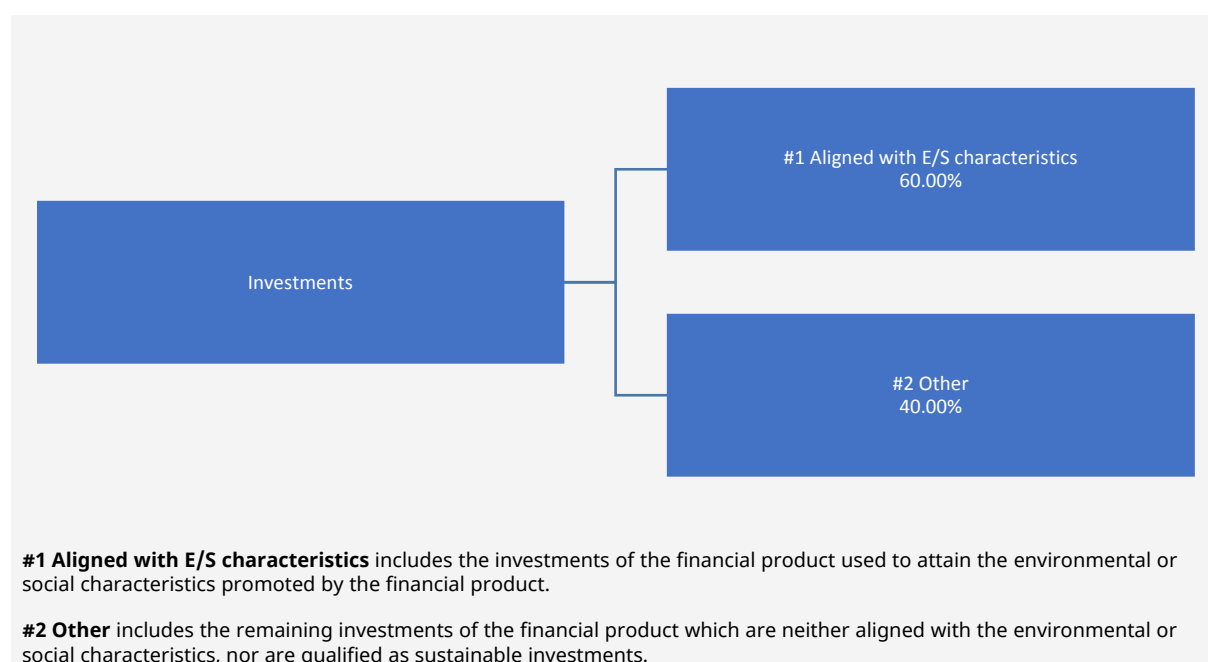 #1 Aligned with E/S characteristics
60.00%
Investments
#2 Other
40.00%
#1 Aligned with E/S characteristics includes the investments of the financial product used to attain the environmental or
social characteristics promoted by the financial product.
#2 Other includes the remaining investments of the financial product which are neither aligned with the environmental or
social characteristics, nor are qualified as sustainable investments.